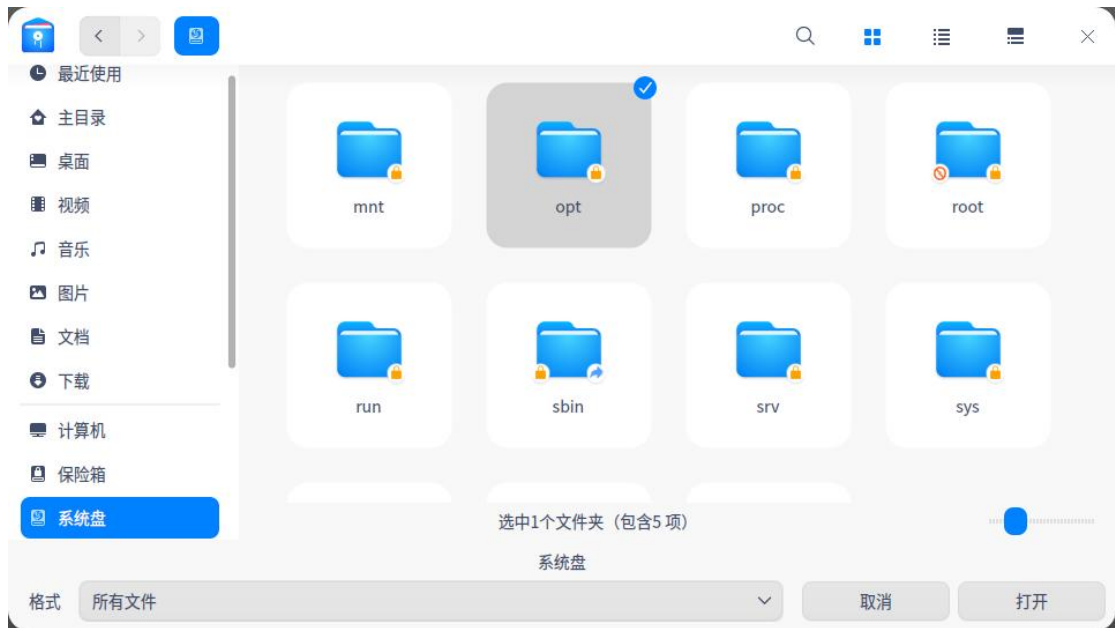 最近使用
主目录
桌面
视频
音乐
图片
文档
下载
计算机
保险箱
系统盘
mnt
opt
proc
root
run
sbin
srv
sys
选中1个文件夹（包含5 项）
系统盘
格式
所有文件
取消
打开